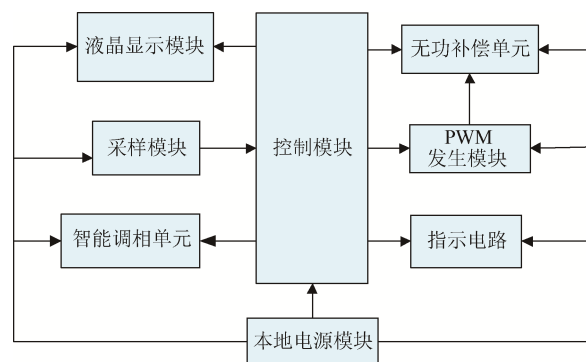 液晶显示模块
无功补偿单元
采样模块
控制模块
PWM
发生模块
智能调相单元
指示电路
本地电源模块